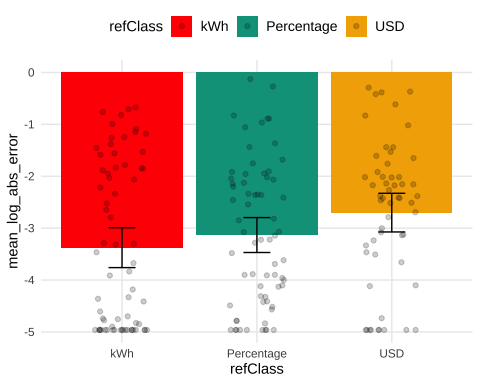 refClass kWh Percentage USD
mean_log_abs_error
0
-1
-2
-3
-4
-5
kWh Percentage USD
refClass